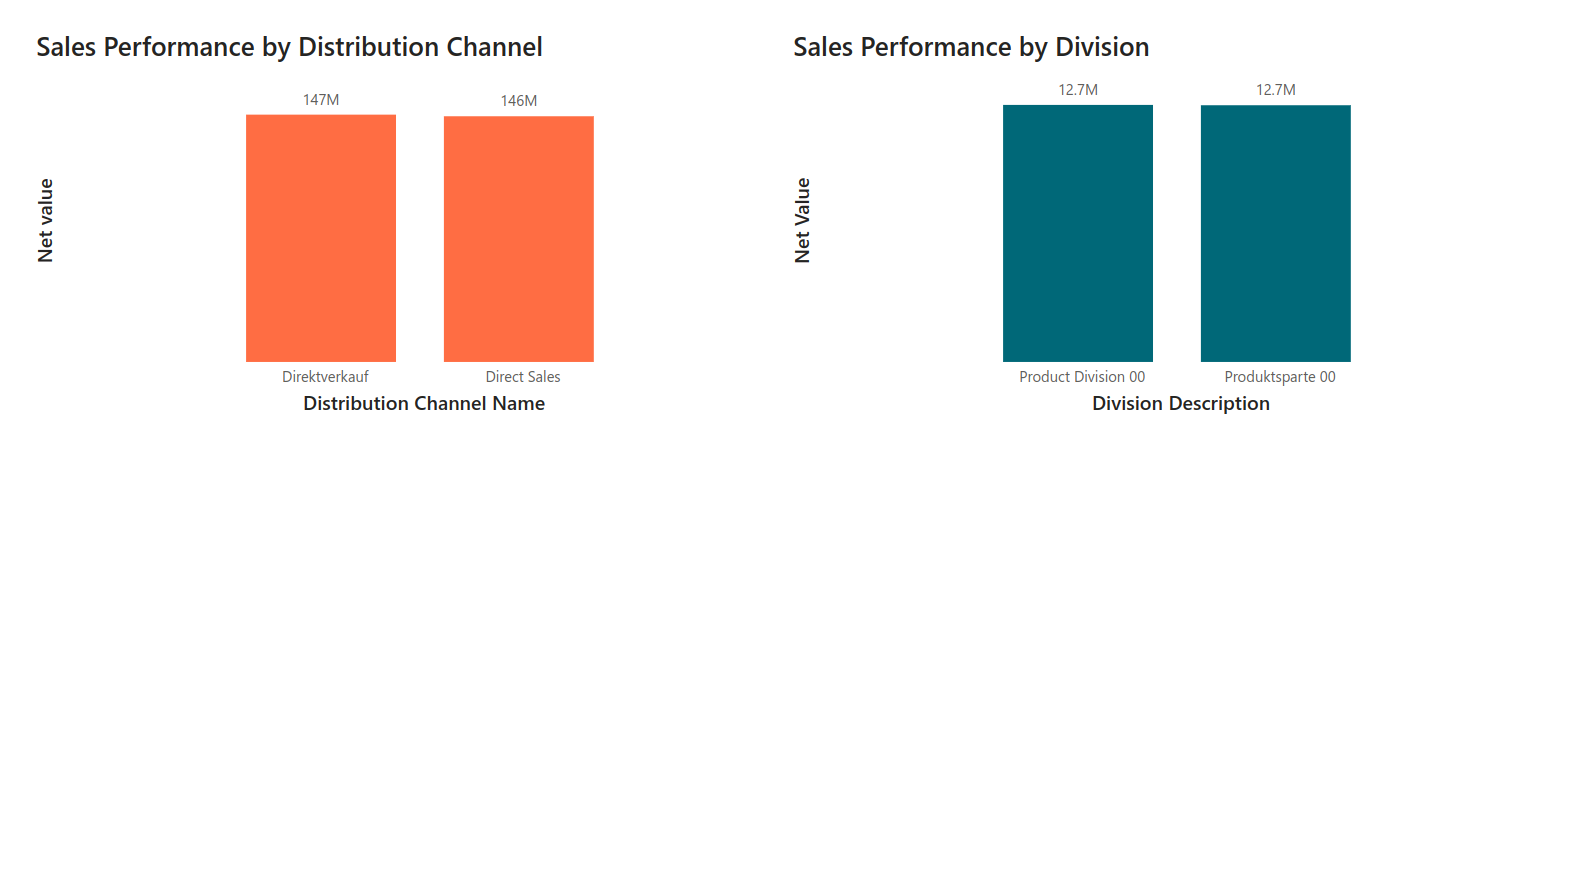 Sales Performance by Distribution Channel
147M
146M
Net value
Direktverkauf
Direct Sales
Distribution Channel Name
Sales Performance by Division
12.7M
12.7M
Net Value
Product Division 00
Produktsparte 00
Division Description